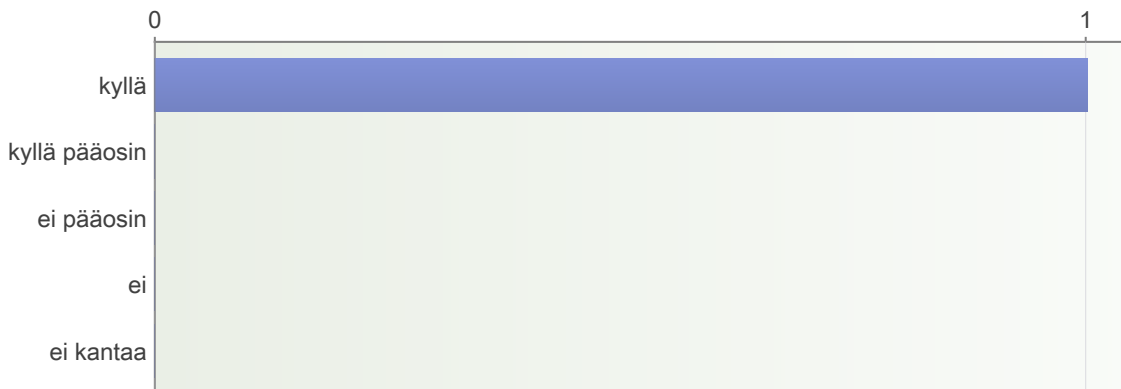 0 1
kyllä
kyllä pääosin
ei pääosin
ei
ei kantaa